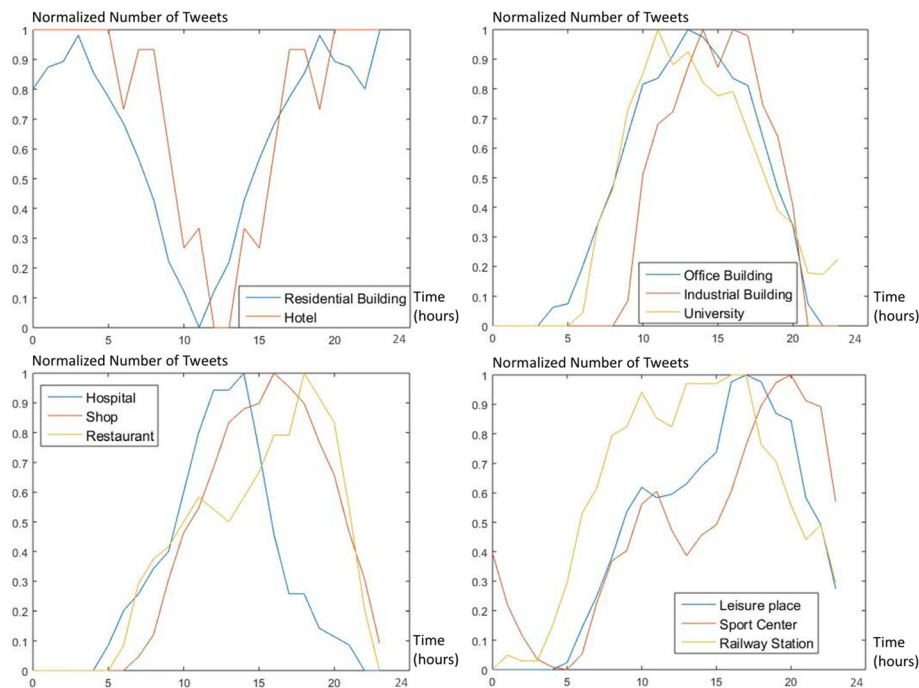 Normalized Number of Tweets
1
0.9
0.8
0.7
0.6
0.5
0.4
0.3
0.2
0.1
0
0 5 10 15 20 24
Residential Building
Hotel
Time
(hours)
Normalized Number of Tweets
1
0.9
0.8
0.7
0.6
0.5
0.4
0.3
0.2
0.1
0
0 5 10 15 20 24
Office Building
Industrial Building
University
Time
(hours)
Normalized Number of Tweets
1
0.9
0.8
0.7
0.6
0.5
0.4
0.3
0.2
0.1
0
0 5 10 15 20 24
Hospital
Shop
Restaurant
Time
(hours)
Normalized Number of Tweets
1
0.9
0.8
0.7
0.6
0.5
0.4
0.3
0.2
0.1
0
0 5 10 15 20 24
Leisure place
Sport Center
Railway Station
Time
(hours)